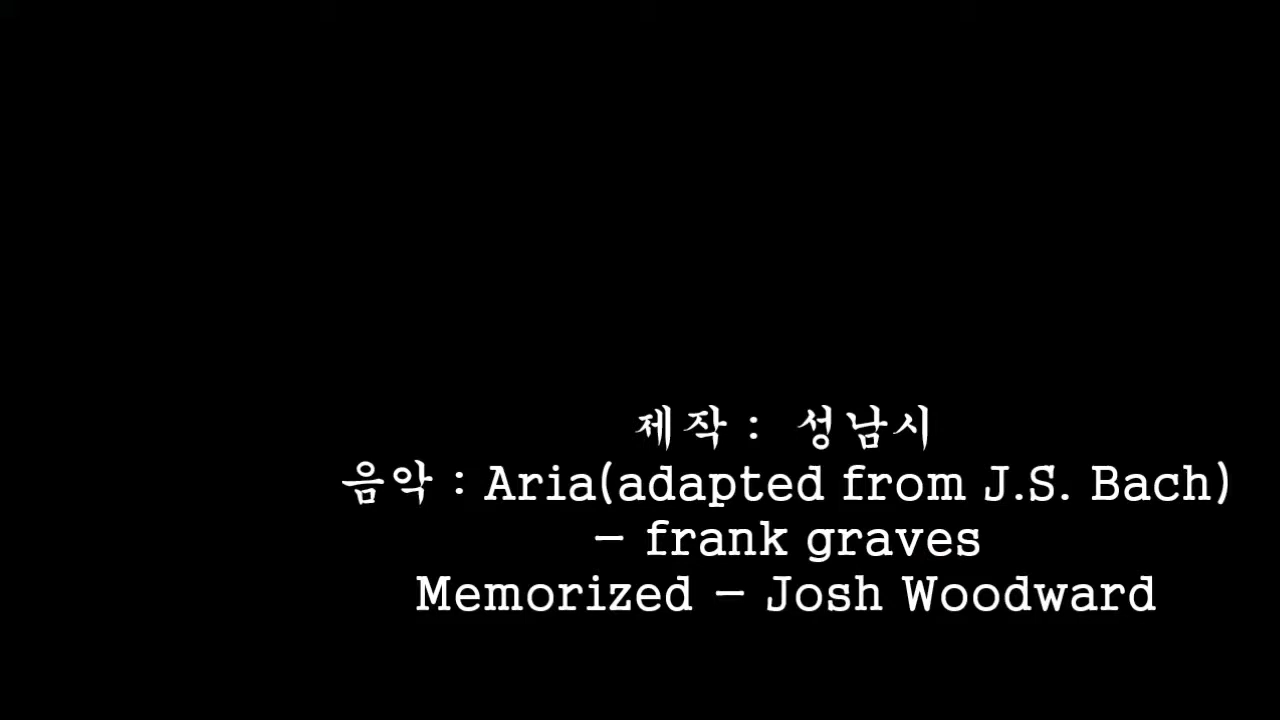 제작 : 성남시
음악 : Aria(adapted from J.S. Bach)
- frank graves
Memorized - Josh Woodward